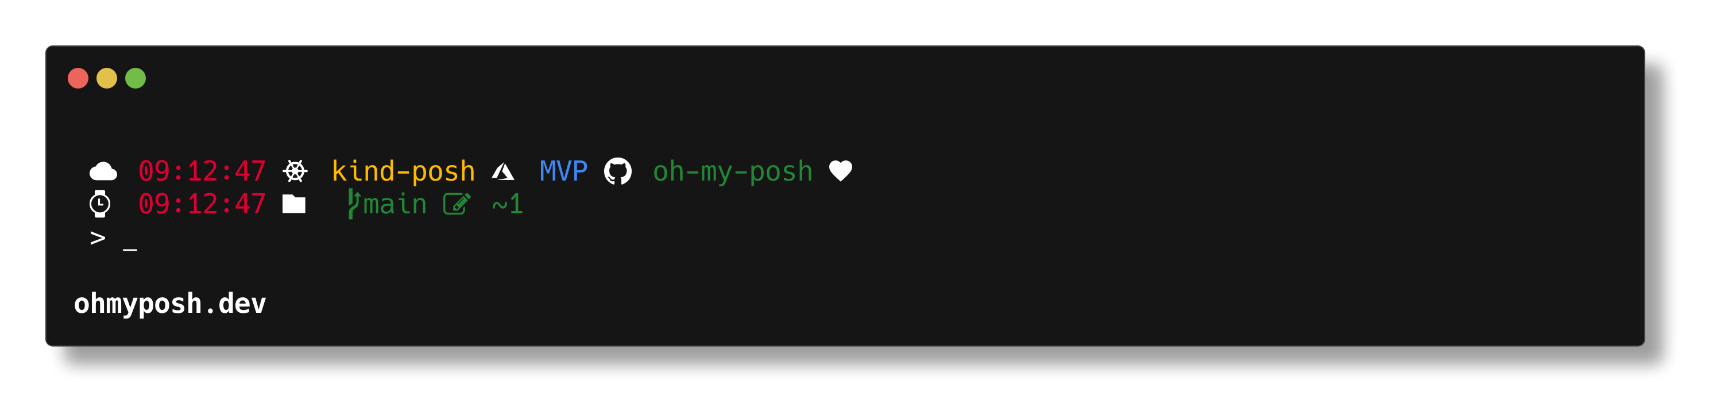 09:12:47 kind-posh MVP oh-my-posh
09:12:47 main ~1
> _
ohmyposh.dev